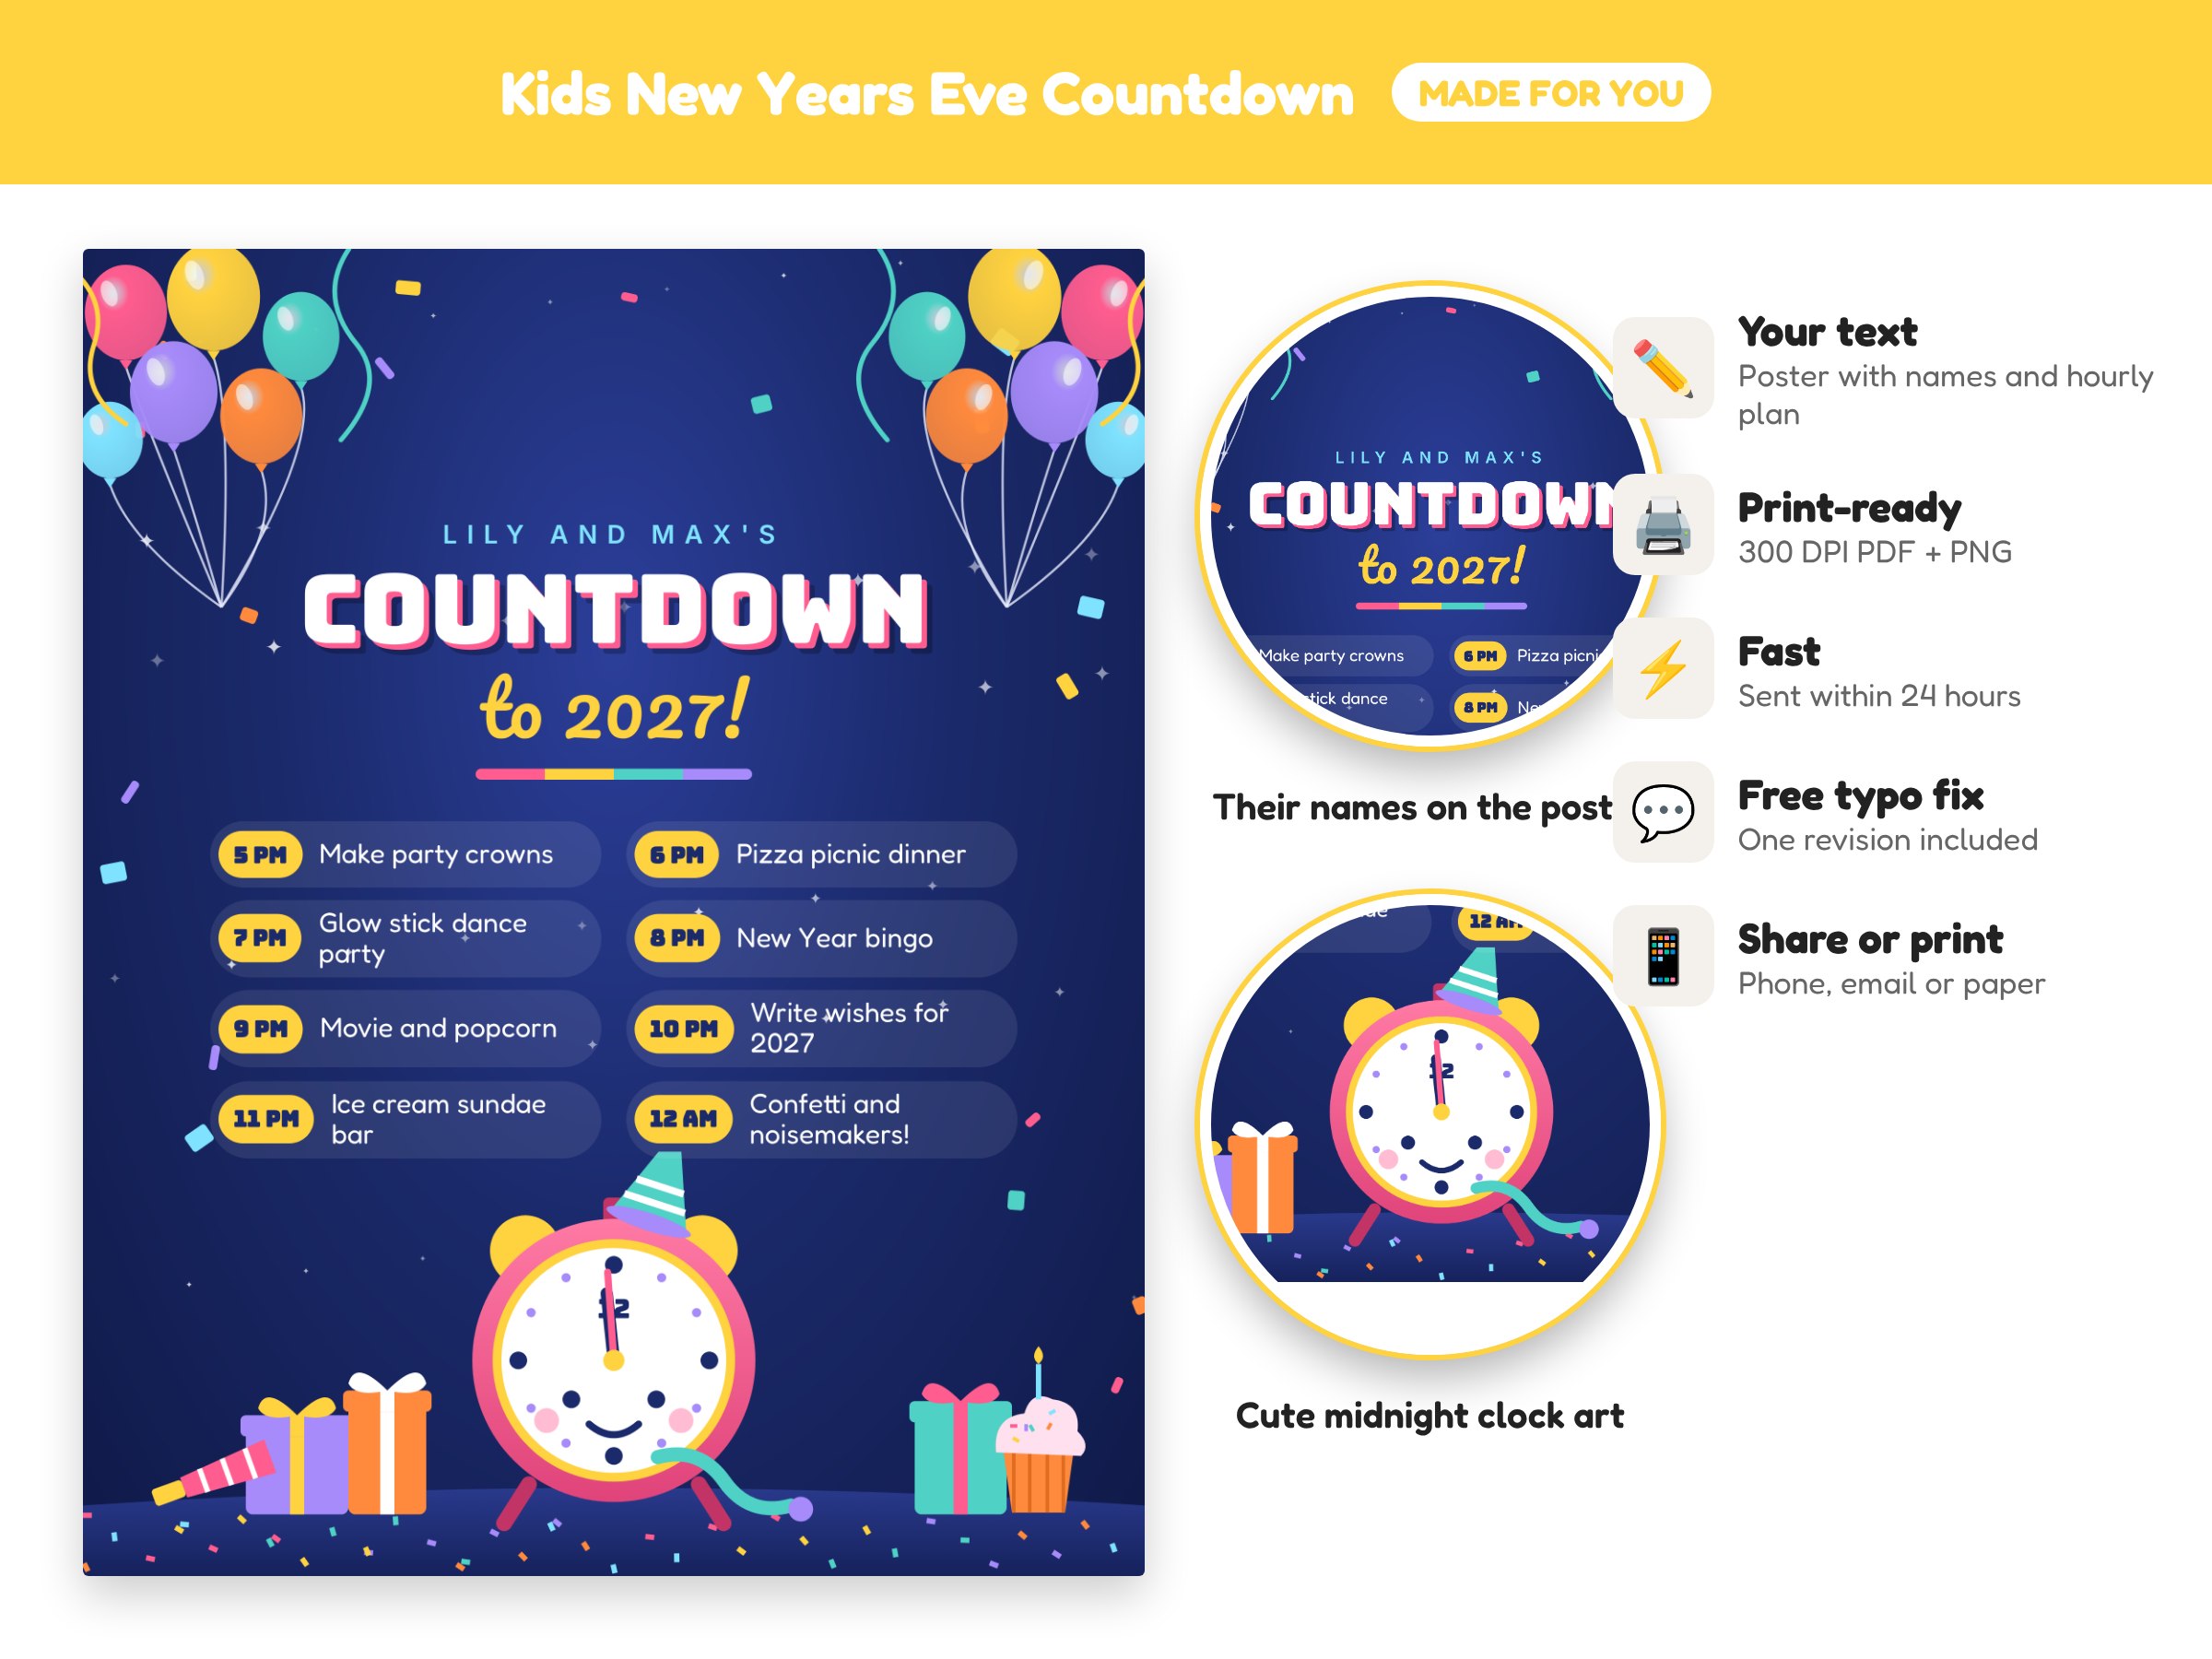 Kids New Years Eve Countdown
MADE FOR YOU
LILY AND MAX'S
COUNTDOWN
to 2027!
5 PM Make party crowns
6 PM Pizza picnic dinner
7 PM Glow stick dance
party
8 PM New Year bingo
9 PM Movie and popcorn
10 PM Write wishes for
2027
11 PM Ice cream sundae
bar
12 AM Confetti and
noisemakers!
12
LILY AND MAX'S
COUNTDOWN
to 2027!
Make party crowns
6 PM Pizza picni
stick dance
8 PM Ne
Their names on the post
12 AM
12
Cute midnight clock art
Your text
Poster with names and hourly
plan
Print-ready
300 DPI PDF + PNG
Fast
Sent within 24 hours
Free typo fix
One revision included
Share or print
Phone, email or paper